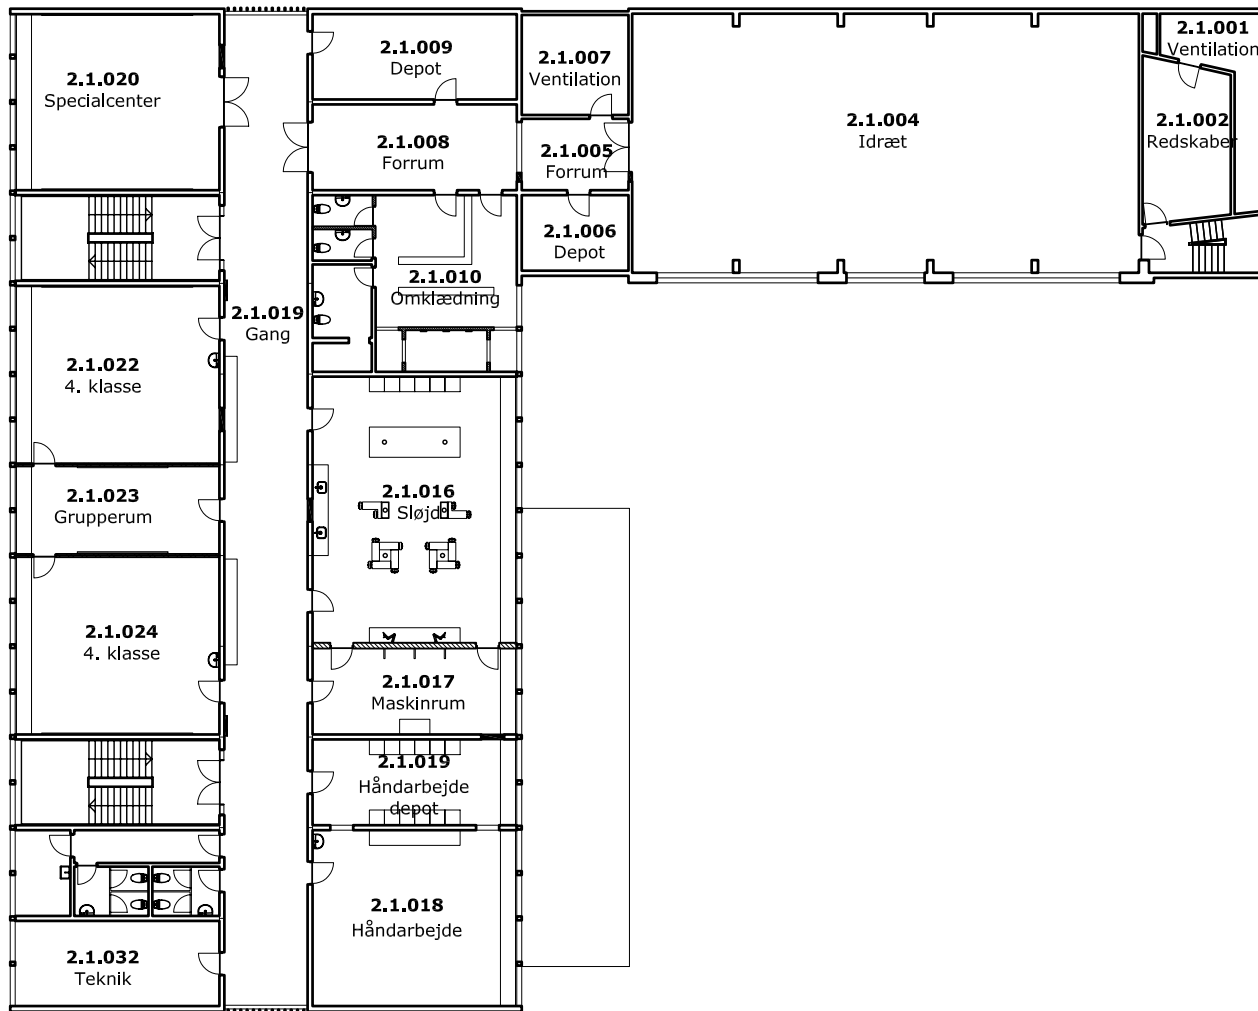 2.1.020
Specialcenter
2.1.009
Depot
2.1.007
Ventilation
2.1.004
Idræt
2.1.001
Ventilation
2.1.002
Redskaber
2.1.008
Forrum
2.1.005
Forrum
2.1.006
Depot
2.1.010
Omklædning
2.1.019
Gang
2.1.022
4. klasse
2.1.023
Grupperum
2.1.016
Sløjd
2.1.024
4. klasse
2.1.017
Maskinrum
2.1.019
Håndarbejde
depot
2.1.018
Håndarbejde
2.1.032
Teknik